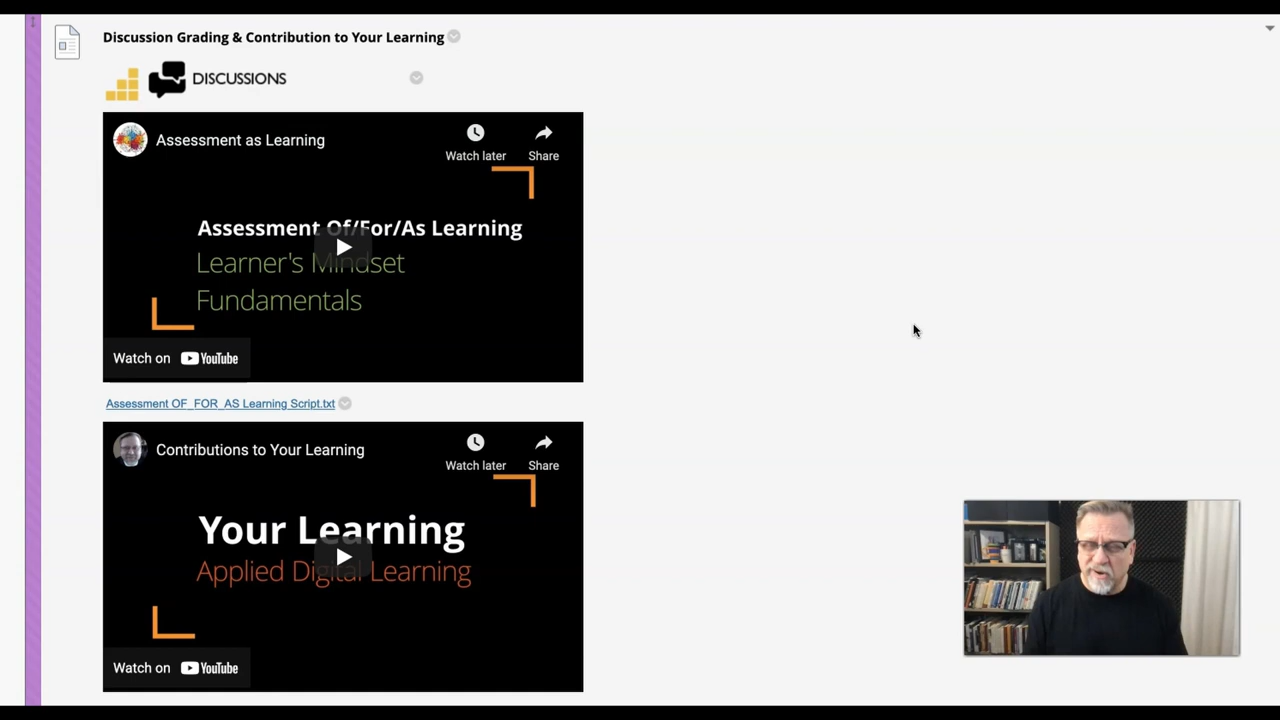 Discussion Grading & Contribution to Your Learning
DISCUSSIONS
Assessment as Learning
Watch later
Share
Assessment Of/For/As Learning
Learner's Mindset
Fundamentals
Watch on YouTube
Assessment OF_FOR_AS Learning Script.txt
Contributions to Your Learning
Watch later
Share
Your Learning
Applied Digital Learning
Watch on YouTube